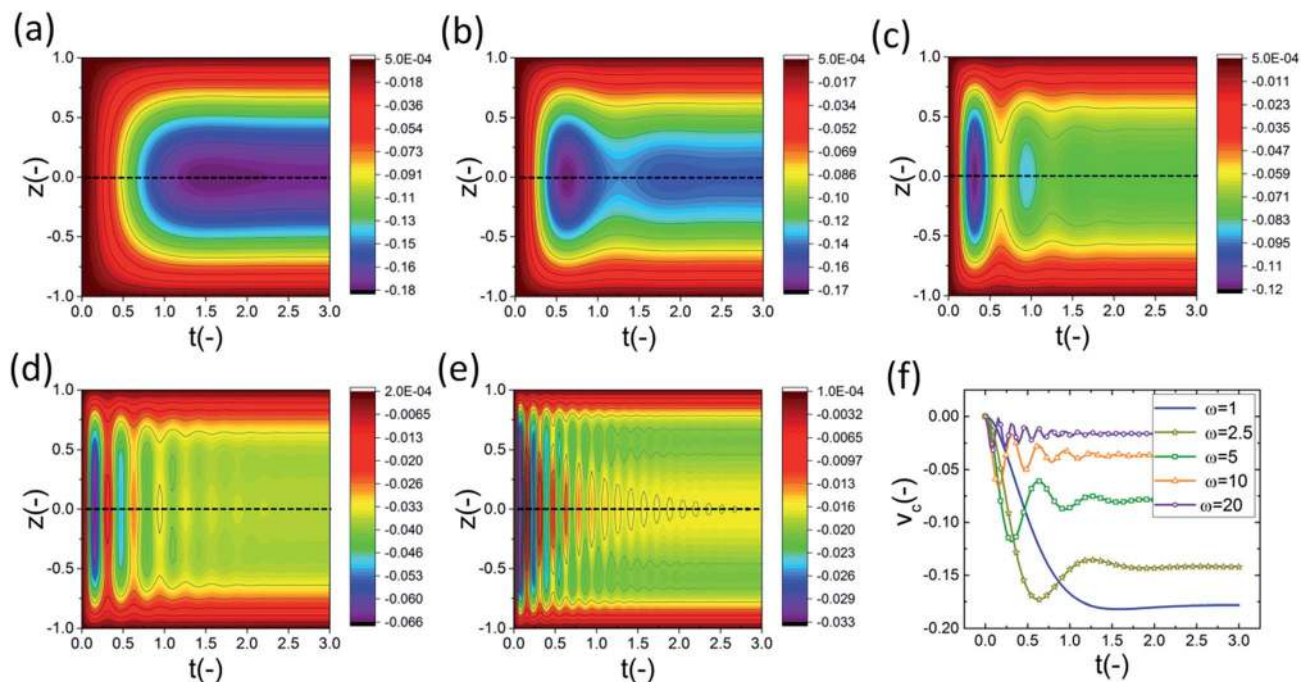 (a)
1.0
0.5
0.0
-0.5
-1.0
z(-)
0.0 0.5 1.0 1.5 2.0 2.5 3.0
t(-)
5.0E-04
-0.018
-0.036
-0.054
-0.073
-0.091
-0.11
-0.13
-0.15
-0.16
-0.18
(b)
1.0
0.5
0.0
-0.5
-1.0
z(-)
0.0 0.5 1.0 1.5 2.0 2.5 3.0
t(-)
5.0E-04
-0.017
-0.034
-0.052
-0.069
-0.086
-0.10
-0.12
-0.14
-0.16
-0.17
(c)
1.0
0.5
0.0
-0.5
-1.0
z(-)
0.0 0.5 1.0 1.5 2.0 2.5 3.0
t(-)
5.0E-04
-0.011
-0.023
-0.035
-0.047
-0.059
-0.071
-0.083
-0.095
-0.11
-0.12
(d)
1.0
0.5
0.0
-0.5
-1.0
z(-)
0.0 0.5 1.0 1.5 2.0 2.5 3.0
t(-)
2.0E-04
-0.0065
-0.013
-0.020
-0.026
-0.033
-0.040
-0.046
-0.053
-0.060
-0.066
(e)
1.0
0.5
0.0
-0.5
-1.0
z(-)
0.0 0.5 1.0 1.5 2.0 2.5 3.0
t(-)
1.0E-04
-0.0032
-0.0065
-0.0097
-0.013
-0.016
-0.020
-0.023
-0.026
-0.029
-0.033
(f)
0.00
-0.05
-0.10
-0.15
-0.20
v_c(-)
0.0 0.5 1.0 1.5 2.0 2.5 3.0
t(-)
ω=1
ω=2.5
ω=5
ω=10
ω=20